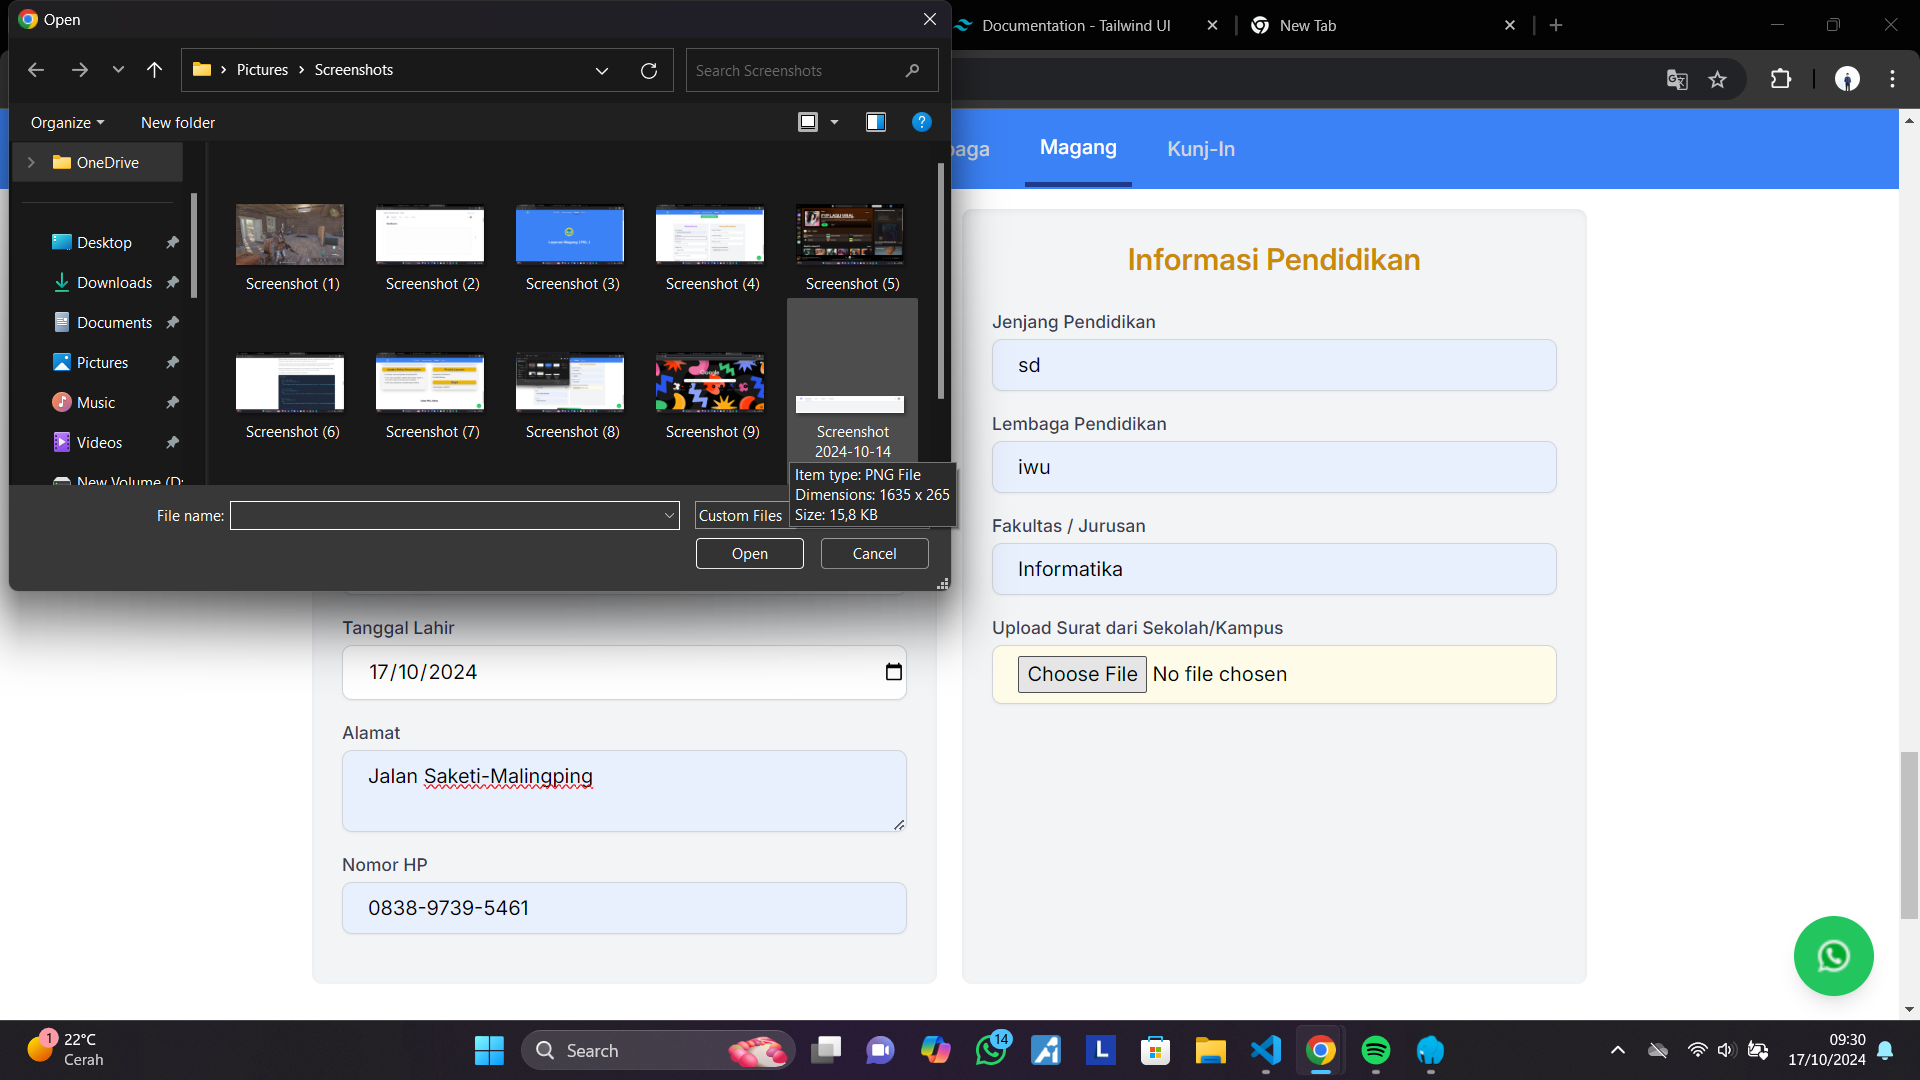 Open
Documentation - Tailwind UI
New Tab
Pictures
Screenshots
Search Screenshots
Organize
New folder
OneDrive
Desktop
Downloads
Documents
Pictures
Music
Videos
New Volume (D:
Screenshot (1)
Screenshot (2)
Screenshot (3)
Screenshot (4)
Screenshot (5)
Screenshot (6)
Screenshot (7)
Screenshot (8)
Screenshot (9)
Screenshot
2024-10-14
Item type: PNG File
Dimensions: 1635 x 265
Size: 15,8 KB
File name:
Custom Files
Open
Cancel
Magang
Kunj-In
Informasi Pendidikan
Jenjang Pendidikan
sd
Lembaga Pendidikan
iwu
Fakultas / Jurusan
Informatika
Upload Surat dari Sekolah/Kampus
Choose File No file chosen
Tanggal Lahir
17/10/2024
Alamat
Jalan Saketi-Malingping
Nomor HP
0838-9739-5461
1
22°C
Cerah
Search
14
L
09:30
17/10/2024